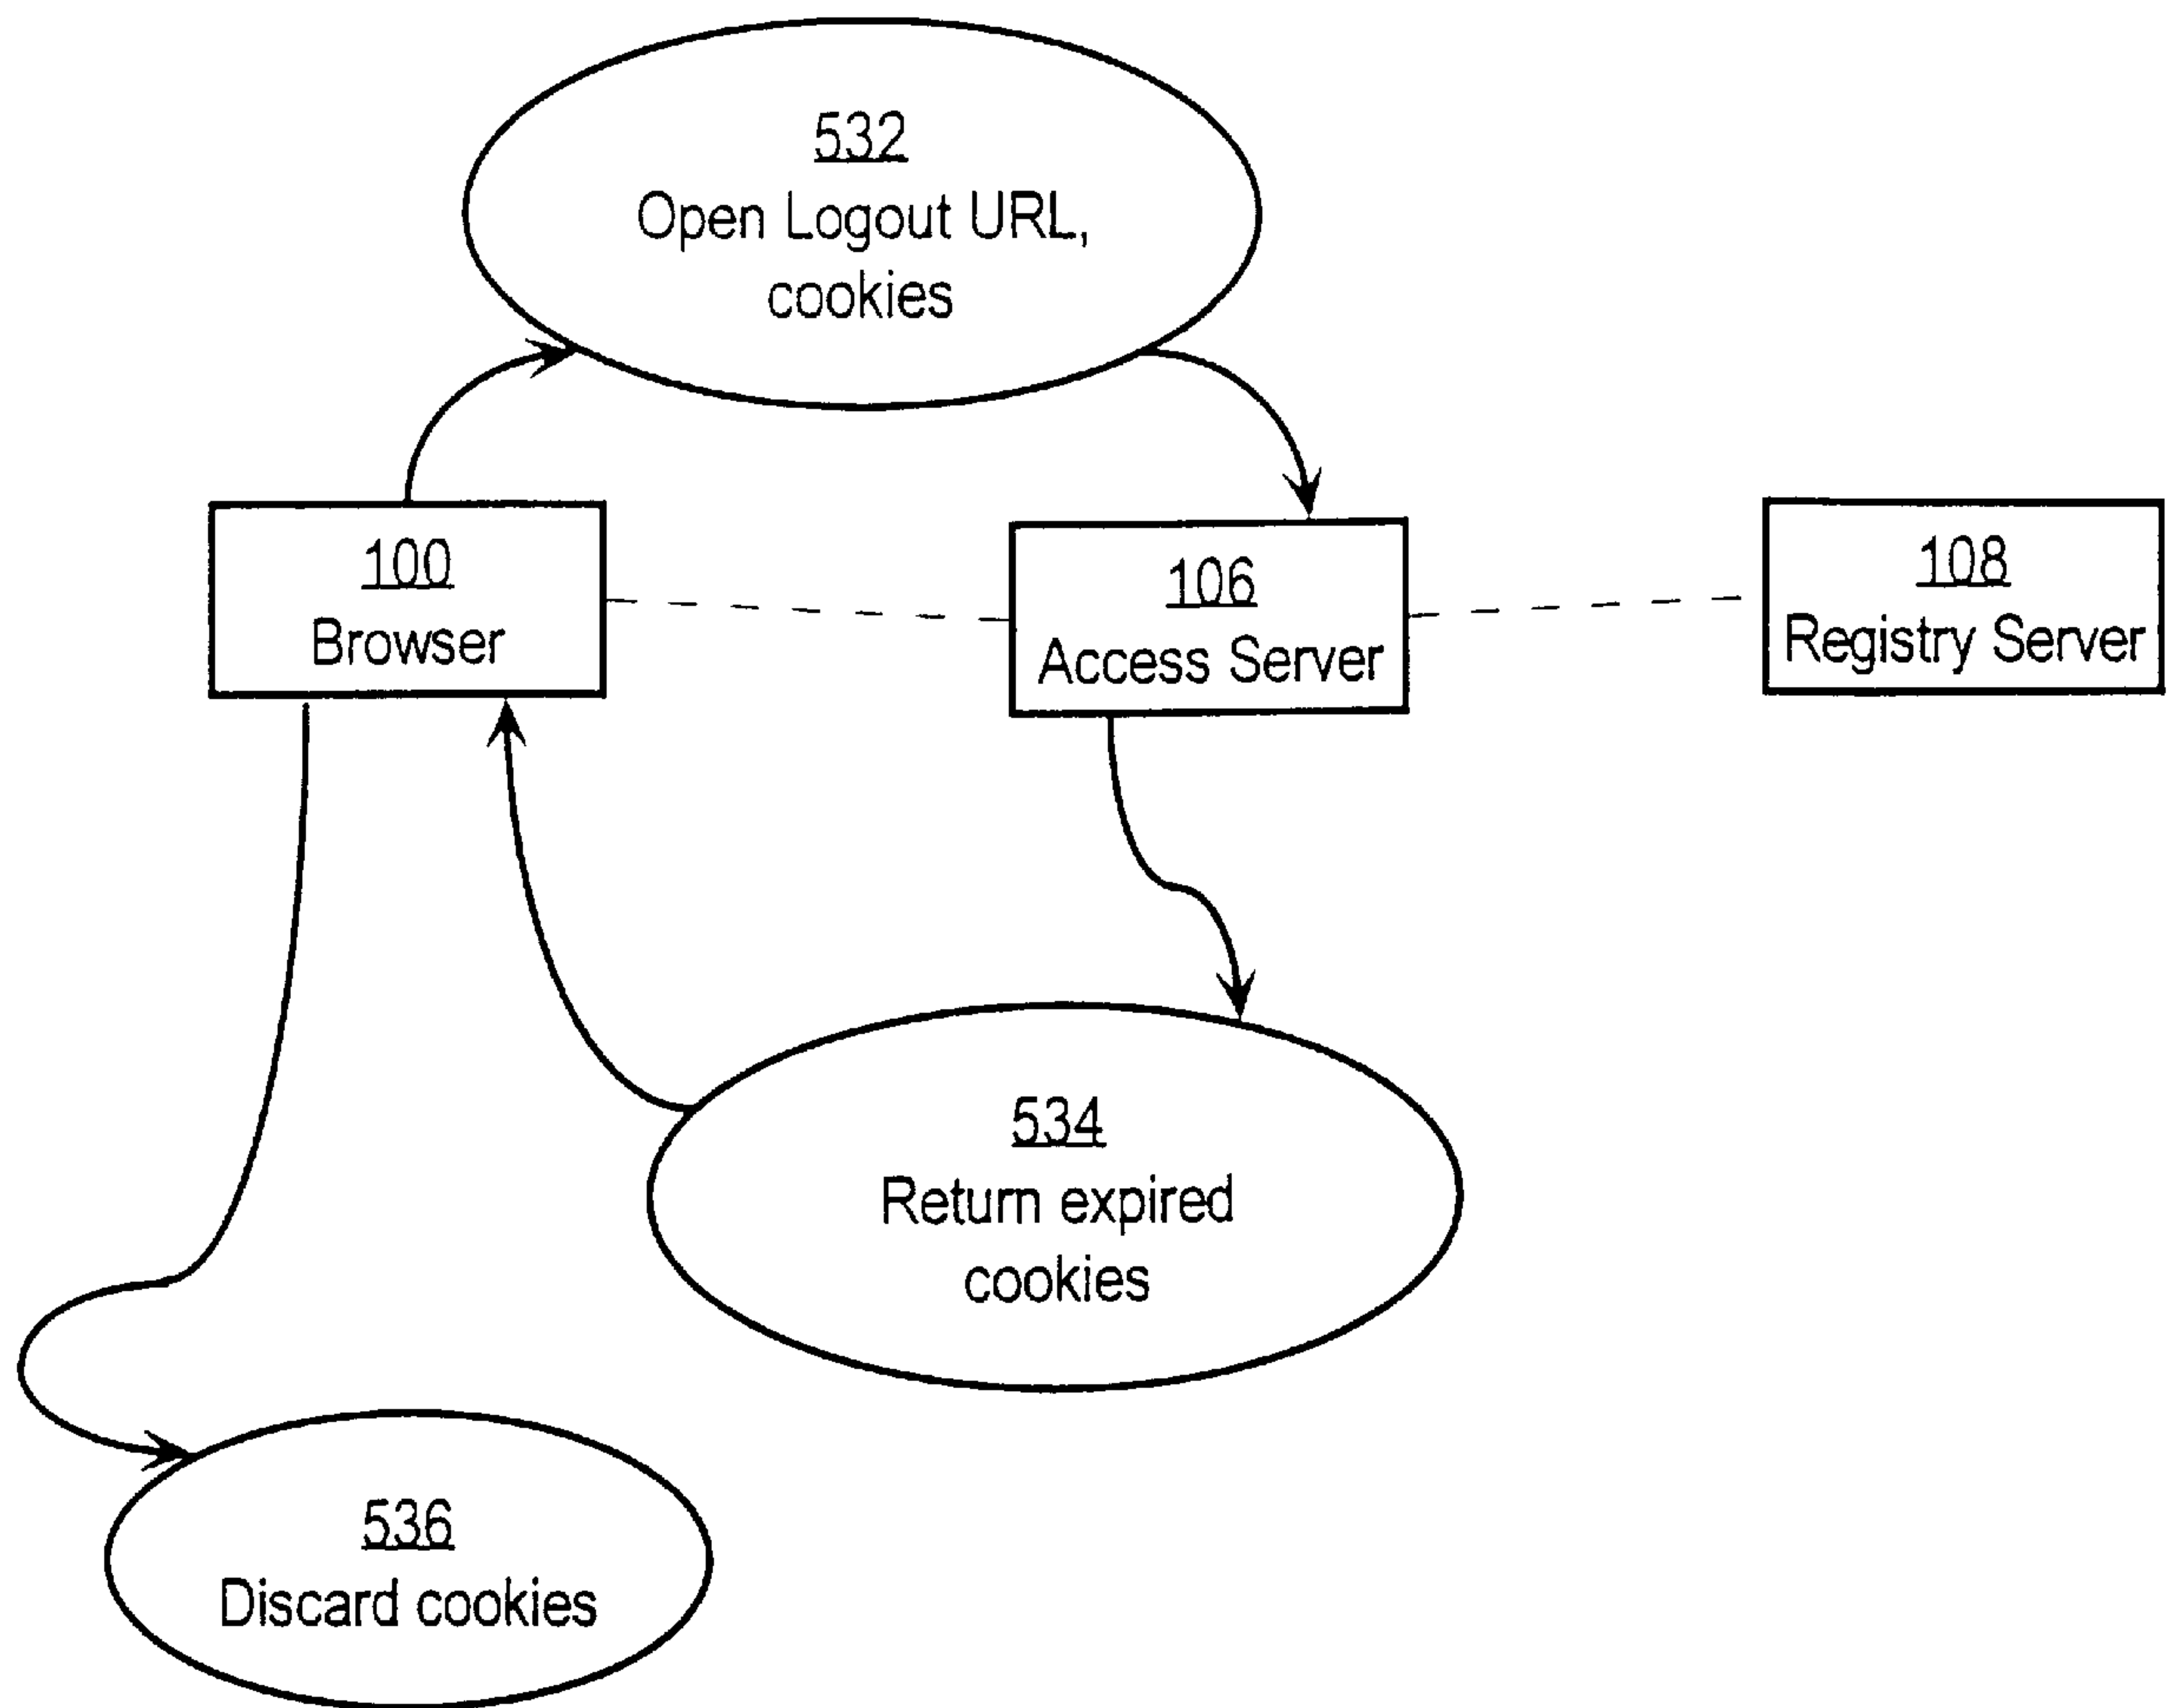 532
Open Logout URL,
cookies
100
Browser
106
Access Server
108
Registry Server
534
Return expired
cookies
536
Discard cookies